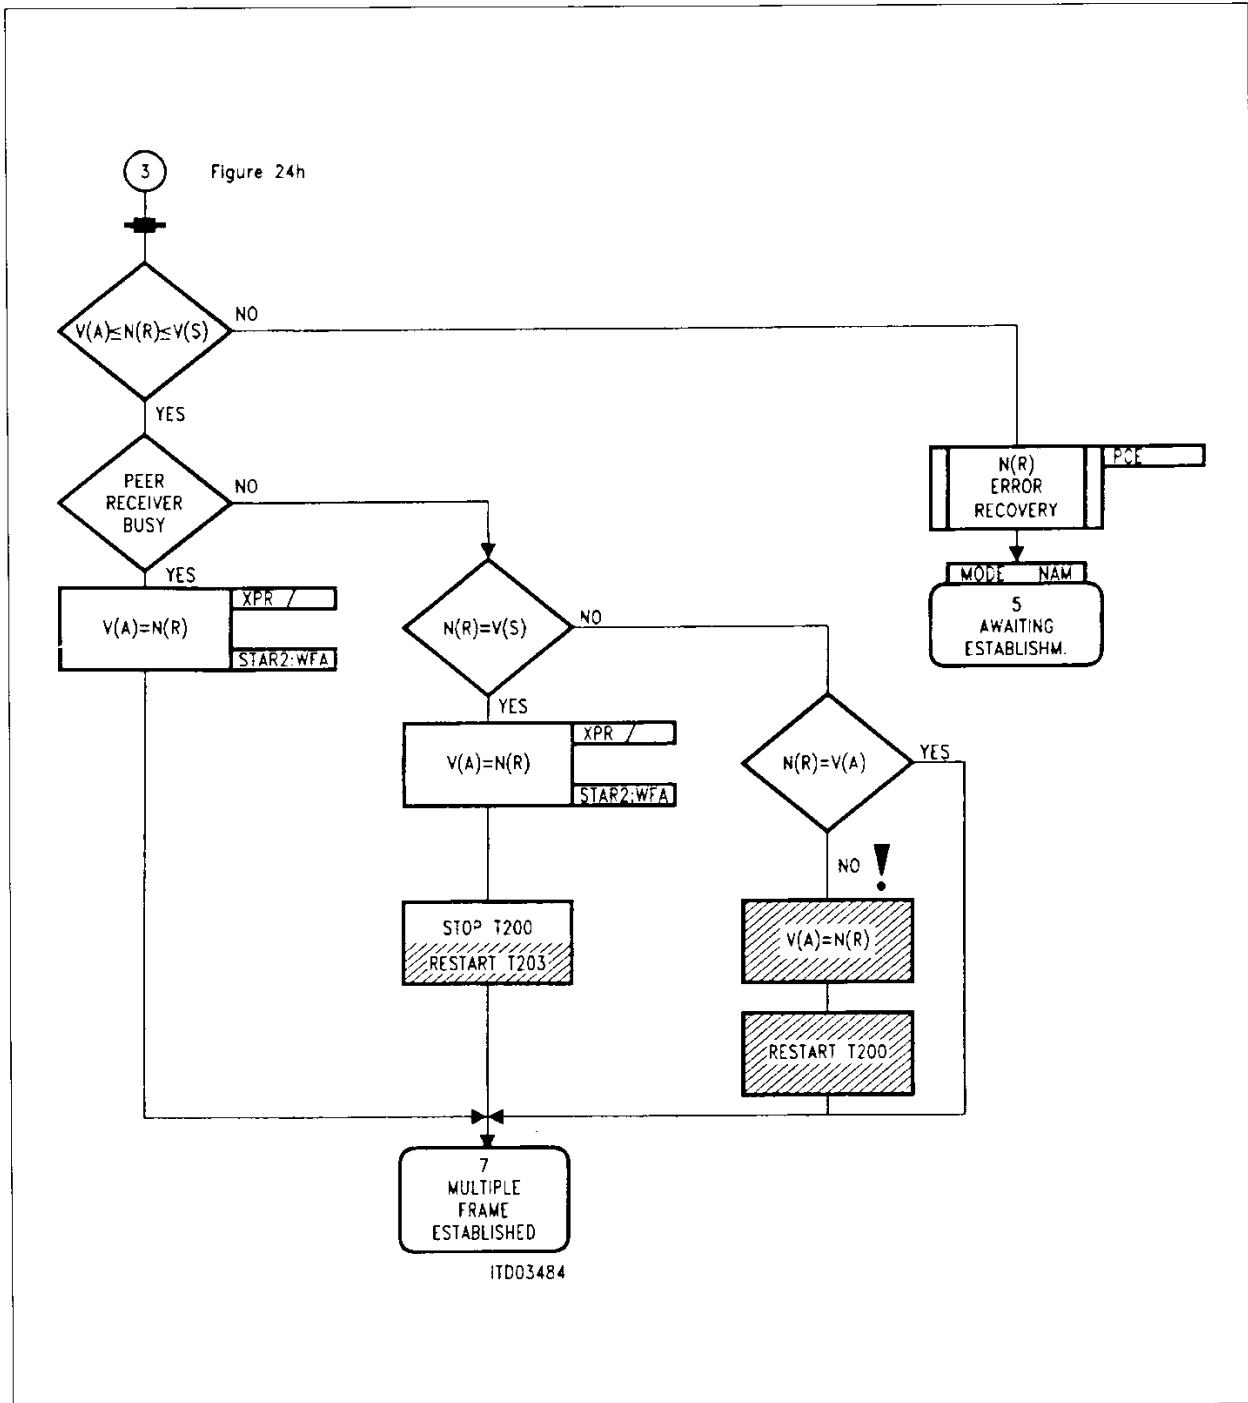 3
Figure 24h
V(A)≤N(R)≤V(S)
NO
YES
PEER
RECEIVER
BUSY
NO
YES
V(A)=N(R)
XPR /
STAR2:WFA
N(R)
ERROR
RECOVERY
PCE
MODE NAM
5
AWAITING
ESTABLISHM.
N(R)=V(S)
NO
YES
V(A)=N(R)
XPR /
STAR2:WFA
N(R)=V(A)
YES
NO !
STOP T200
RESTART T203
V(A)=N(R)
RESTART T200
7
MULTIPLE
FRAME
ESTABLISHED
ITD03484